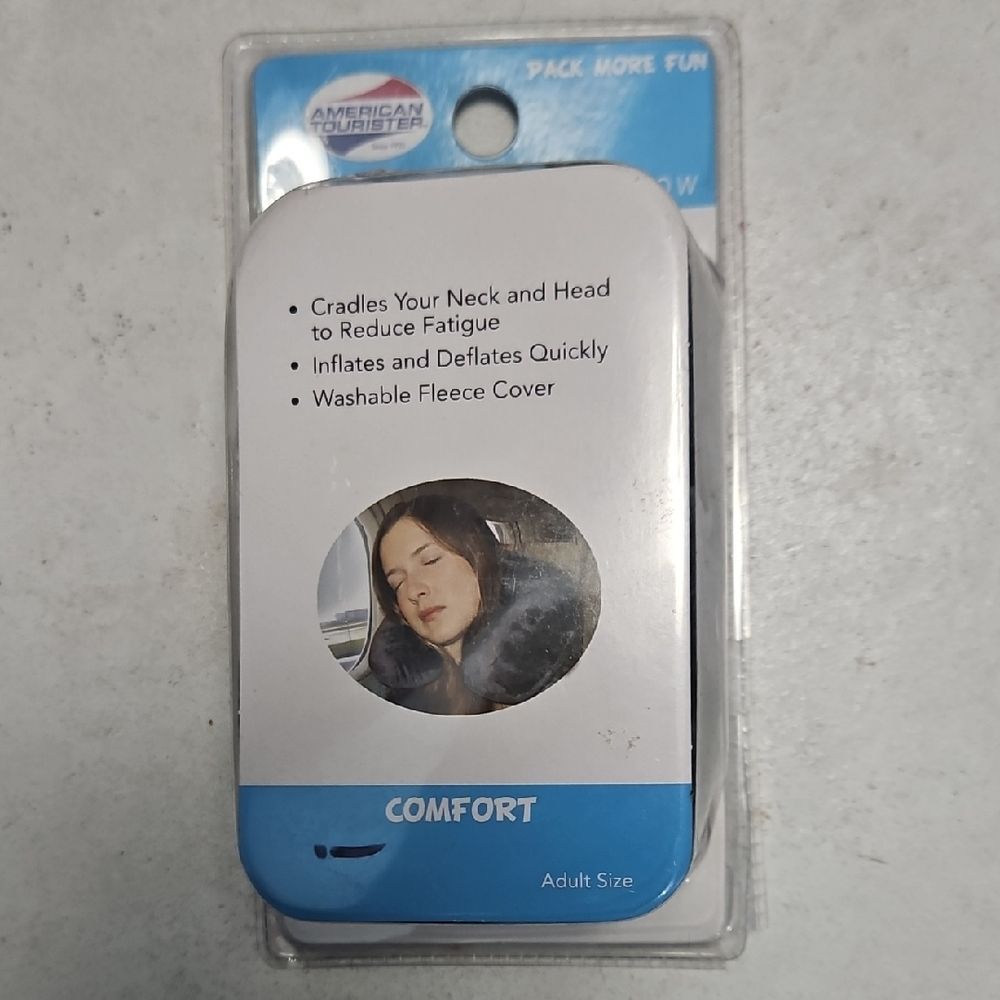 PACK MORE FUN
AMERICAN
TOURISTER
OW
• Cradles Your Neck and Head
to Reduce Fatigue
• Inflates and Deflates Quickly
• Washable Fleece Cover
COMFORT
Adult Size